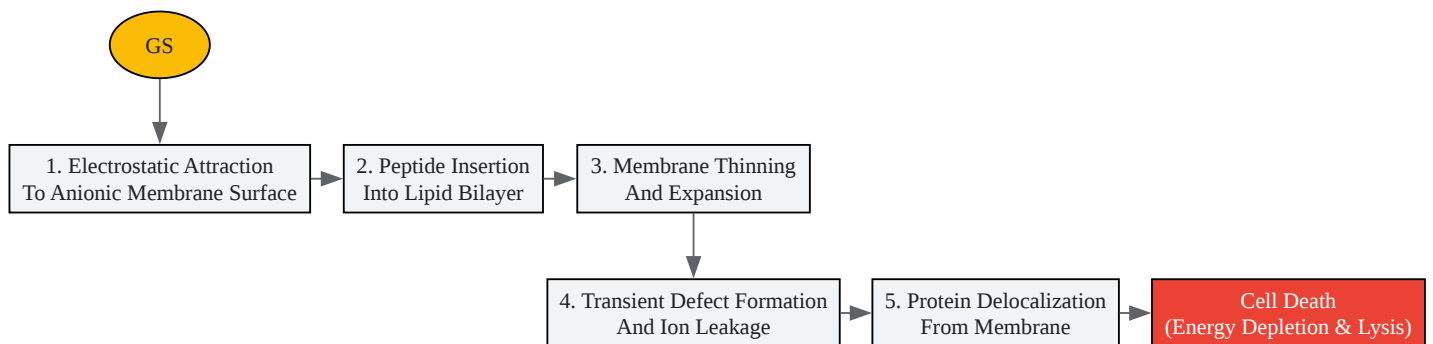 GS
1. Electrostatic Attraction
To Anionic Membrane Surface
2. Peptide Insertion
Into Lipid Bilayer
3. Membrane Thinning
And Expansion
4. Transient Defect Formation
And Ion Leakage
5. Protein Delocalization
From Membrane
Cell Death
(Energy Depletion & Lysis)